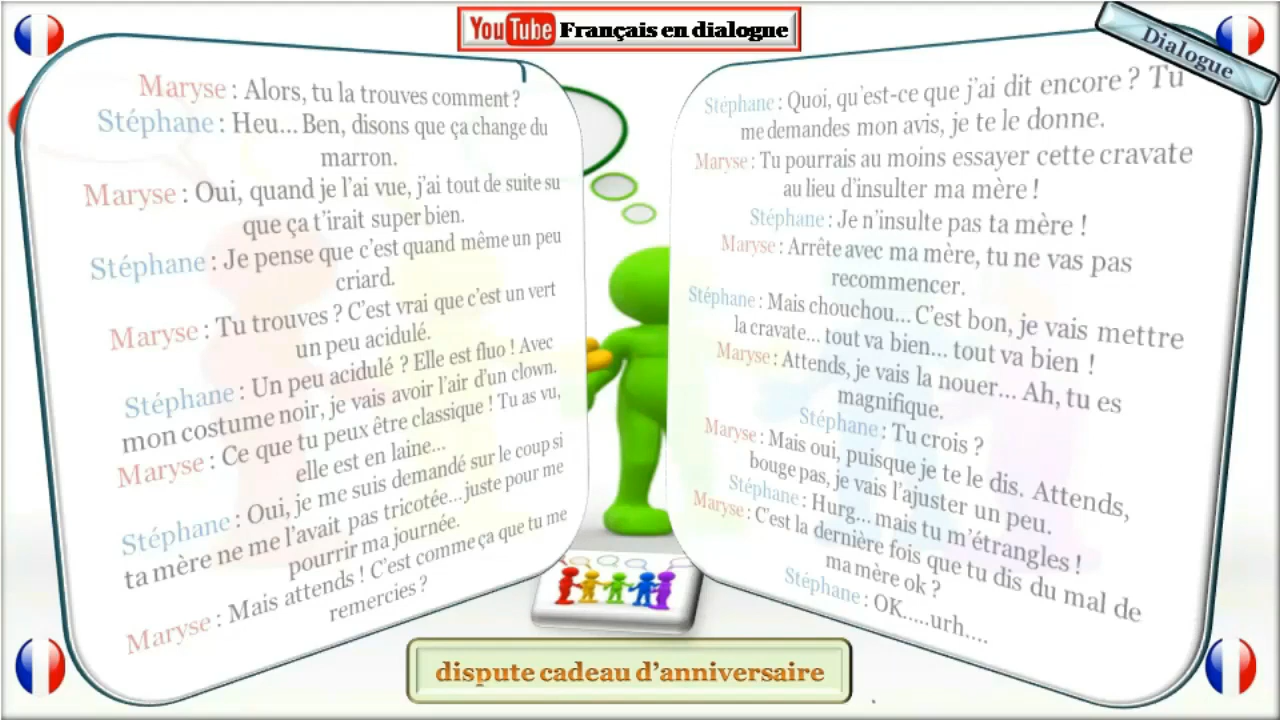 YouTube Français en dialogue
Dialogue
Maryse : Alors, tu la trouves comment ?
Stéphane : Heu... Ben, disons que ça change du
marron.
Maryse : Oui, quand je l'ai vue, j'ai tout de suite su
que ça t'irait super bien.
Stéphane : Je pense que c'est quand même un peu
criard.
Maryse : Tu trouves ? C'est vrai que c'est un vert
un peu acidulé.
Stéphane : Un peu acidulé ? Elle est fluo ! Avec
mon costume noir, je vais avoir l'air d'un clown.
Maryse : Ce que tu peux être classique ! Tu as vu,
elle est en laine...
Stéphane : Oui, je me suis demandé sur le coup si
ta mère ne me l'avait pas tricotée... juste pour me
pourrir ma journée.
Maryse : Mais attends ! C'est comme ça que tu me
remercies ?
Stéphane : Quoi, qu'est-ce que j'ai dit encore ? Tu
me demandes mon avis, je te le donne.
Maryse : Tu pourrais au moins essayer cette cravate
au lieu d'insulter ma mère !
Stéphane : Je n'insulte pas ta mère !
Maryse : Arrête avec ma mère, tu ne vas pas
recommencer.
Stéphane : Mais chouchou... C'est bon, je vais mettre
la cravate... tout va bien... tout va bien !
Maryse : Attends, je vais la nouer... Ah, tu es
magnifique.
Stéphane : Tu crois ?
Maryse : Mais oui, puisque je te le dis. Attends,
bouge pas, je vais l'ajuster un peu.
Stéphane : Hurg... mais tu m'étrangles !
Maryse : C'est la dernière fois que tu dis du mal de
ma mère ok ?
Stéphane : OK.....urh....
dispute cadeau d'anniversaire